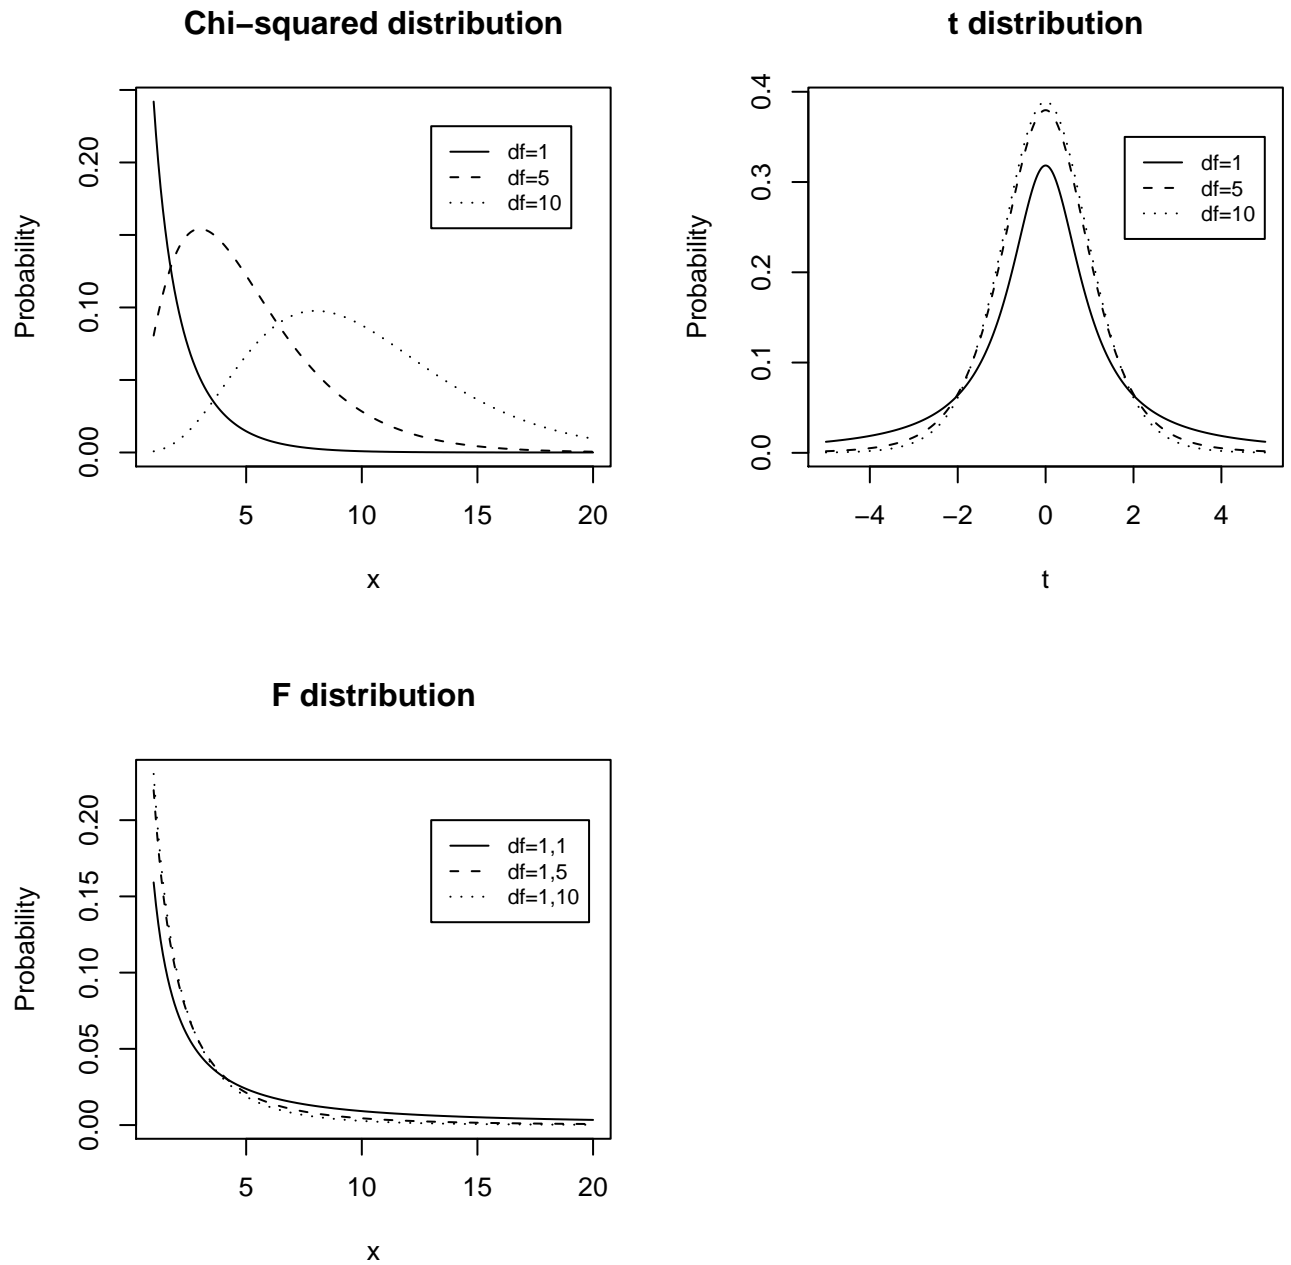 Chi−squared distribution
Probability
0.00
0.10
0.20
df=1
df=5
df=10
5
10
15
20
x
t distribution
Probability
0.0
0.1
0.2
0.3
0.4
df=1
df=5
df=10
−4
−2
0
2
4
t
F distribution
Probability
0.00
0.05
0.10
0.15
0.20
df=1,1
df=1,5
df=1,10
5
10
15
20
x